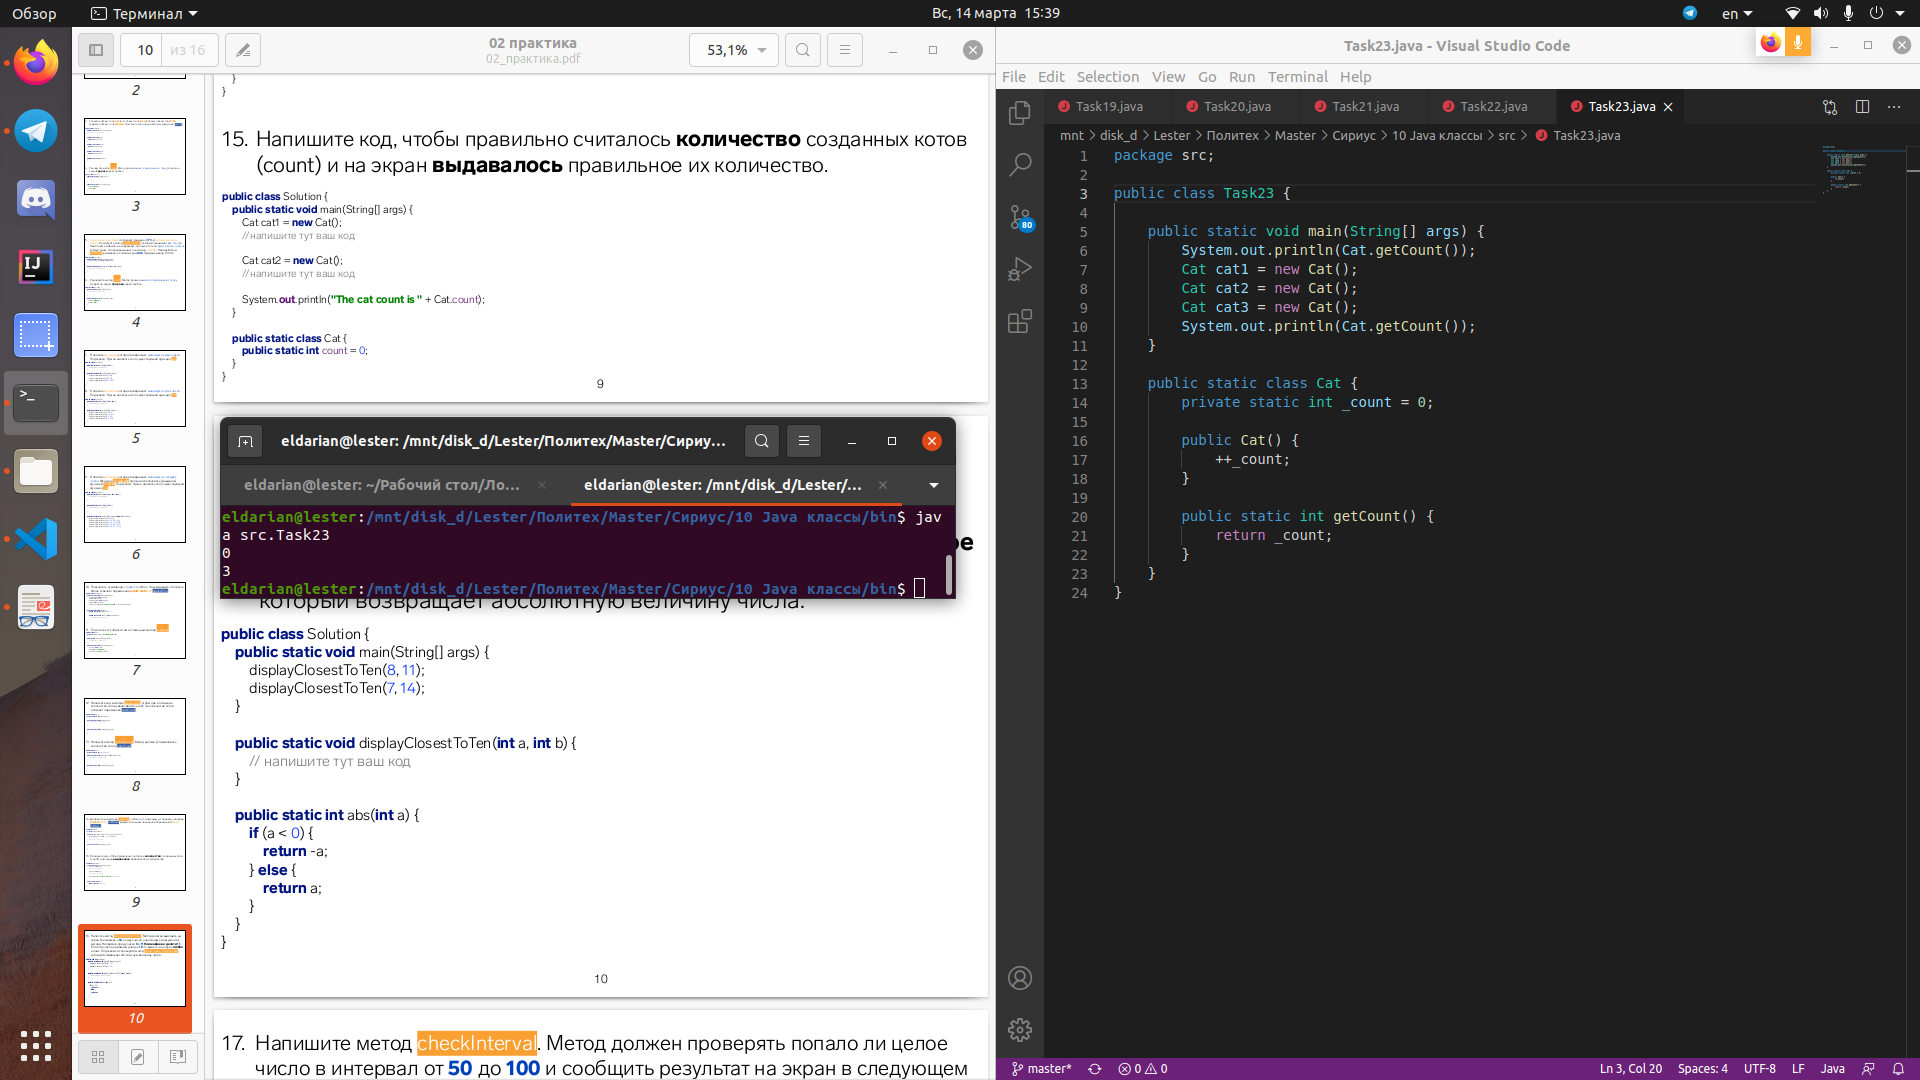 Обзор
Терминал
Вс, 14 марта 15:39
en
10
из 16
02 практика
02_практика.pdf
53,1%
2
3
4
5
6
7
8
9
10
}
}
15. Напишите код, чтобы правильно считалось количество созданных котов
(count) и на экран выдавалось правильное их количество.
public class Solution {
public static void main(String[] args) {
Cat cat1 = new Cat();
//напишите тут ваш код
Cat cat2 = new Cat();
//напишите тут ваш код
System.out.println("The cat count is " + Cat.count);
}
public static class Cat {
public static int count = 0;
}
}
9
eldarian@lester: /mnt/disk_d/Lester/Политех/Master/Сириу...
eldarian@lester: ~/Рабочий стол/Ло...
eldarian@lester: /mnt/disk_d/Lester/...
eldarian@lester:/mnt/disk_d/Lester/Политех/Master/Сириус/10 Java классы/bin$ jav
a src.Task23
0
3
eldarian@lester:/mnt/disk_d/Lester/Политех/Master/Сириус/10 Java классы/bin$
который возвращает абсолютную величину числа.
public class Solution {
public static void main(String[] args) {
displayClosestToTen(8, 11);
displayClosestToTen(7, 14);
}
public static void displayClosestToTen(int a, int b) {
// напишите тут ваш код
}
public static int abs(int a) {
if (a < 0) {
return -a;
} else {
return a;
}
}
}
10
17. Напишите метод checkInterval. Метод должен проверять попало ли целое
число в интервал от 50 до 100 и сообщить результат на экран в следующем
Task23.java - Visual Studio Code
File Edit Selection View Go Run Terminal Help
Task19.java
Task20.java
Task21.java
Task22.java
Task23.java
mnt > disk_d > Lester > Политех > Master > Сириус > 10 Java классы > src > Task23.java
80
1 package src;
2
3 public class Task23 {
4
5 public static void main(String[] args) {
6 System.out.println(Cat.getCount());
7 Cat cat1 = new Cat();
8 Cat cat2 = new Cat();
9 Cat cat3 = new Cat();
10 System.out.println(Cat.getCount());
11 }
12
13 public static class Cat {
14 private static int _count = 0;
15
16 public Cat() {
17 ++_count;
18 }
19
20 public static int getCount() {
21 return _count;
22 }
23 }
24 }
master*
0
0
Ln 3, Col 20
Spaces: 4
UTF-8
LF
Java